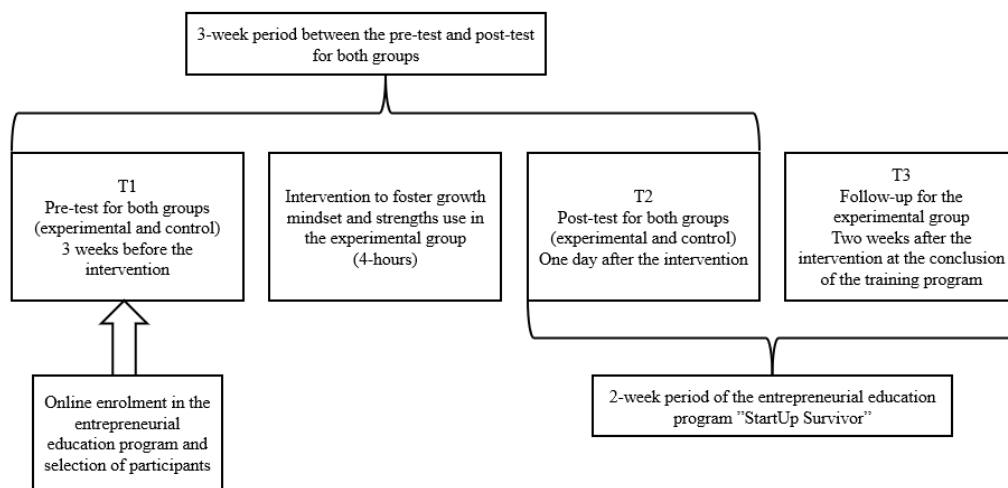 3-week period between the pre-test and post-test
for both groups
T1
Pre-test for both groups
(experimental and control)
3 weeks before the
intervention
Intervention to foster growth
mindset and strengths use in
the experimental group
(4-hours)
T2
Post-test for both groups
(experimental and control)
One day after the intervention
T3
Follow-up for the
experimental group
Two weeks after the
intervention at the conclusion
of the training program
Online enrolment in the
entrepreneurial
education program and
selection of participants
2-week period of the entrepreneurial education
program ”StartUp Survivor”